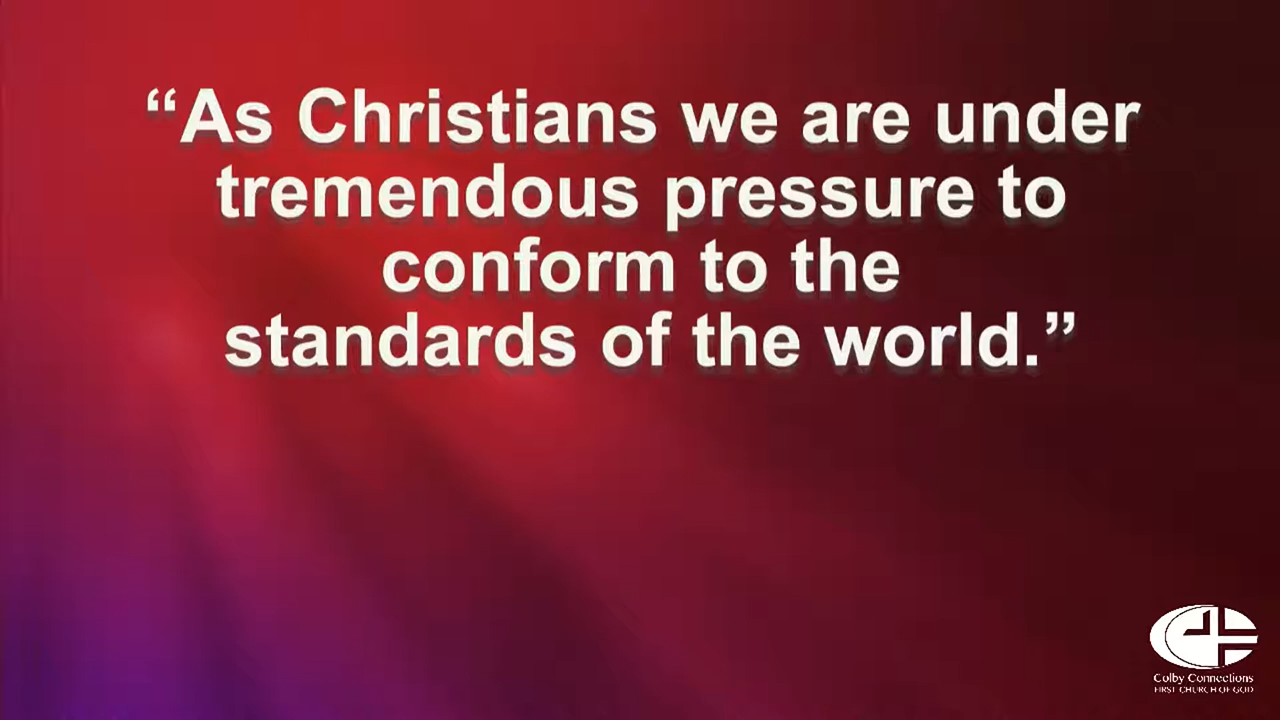 “As Christians we are under
tremendous pressure to
conform to the
standards of the world.”
Colby Connections
FIRST CHURCH OF GOD